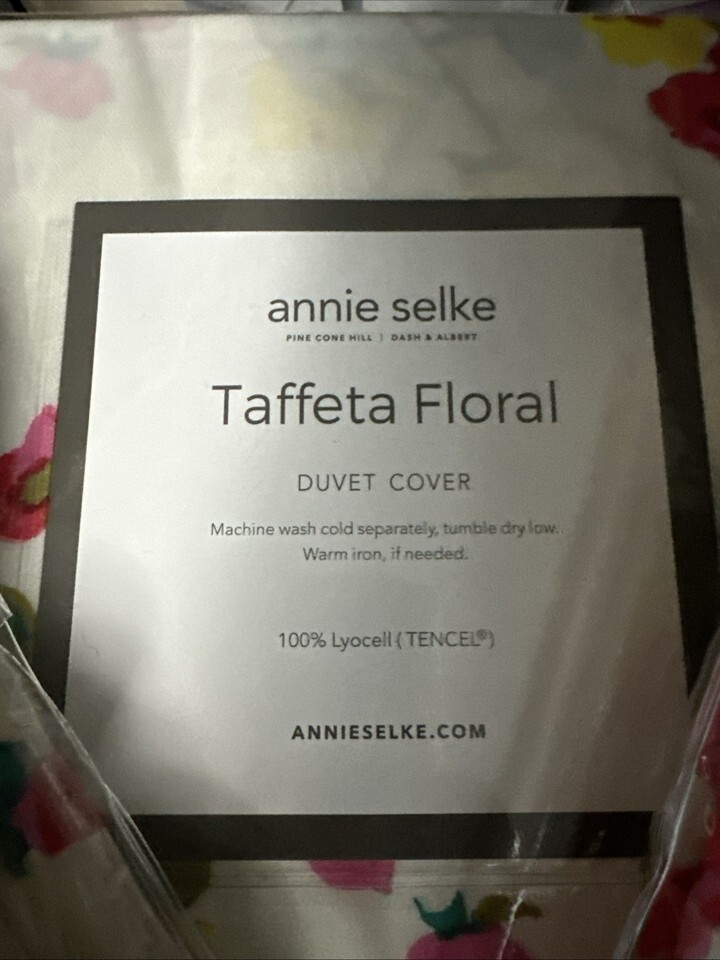 annie selke
PINE CONE HILL | DASH & ALBERT
Taffeta Floral
DUVET COVER
Machine wash cold separately, tumble dry low.
Warm iron, if needed.
100% Lyocell (TENCEL®)
ANNIESELKE.COM